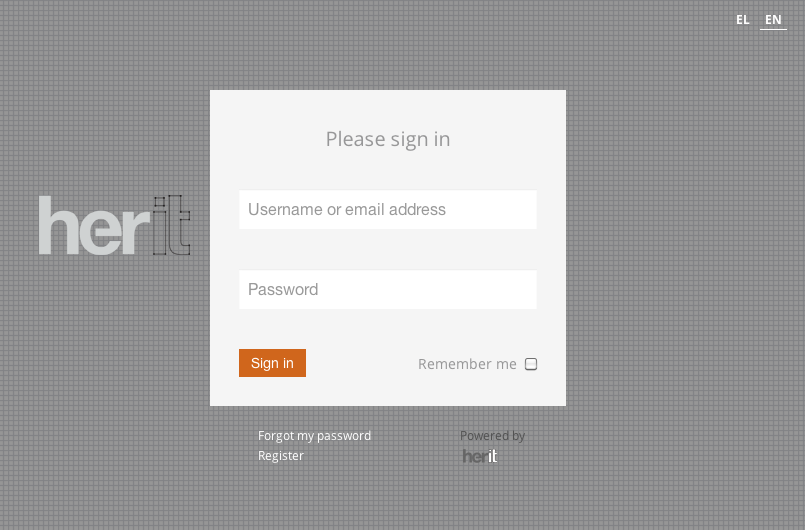 EL EN
Please sign in
Username or email address
herit
Password
Sign in Remember me
Forgot my password Powered by
Register herit